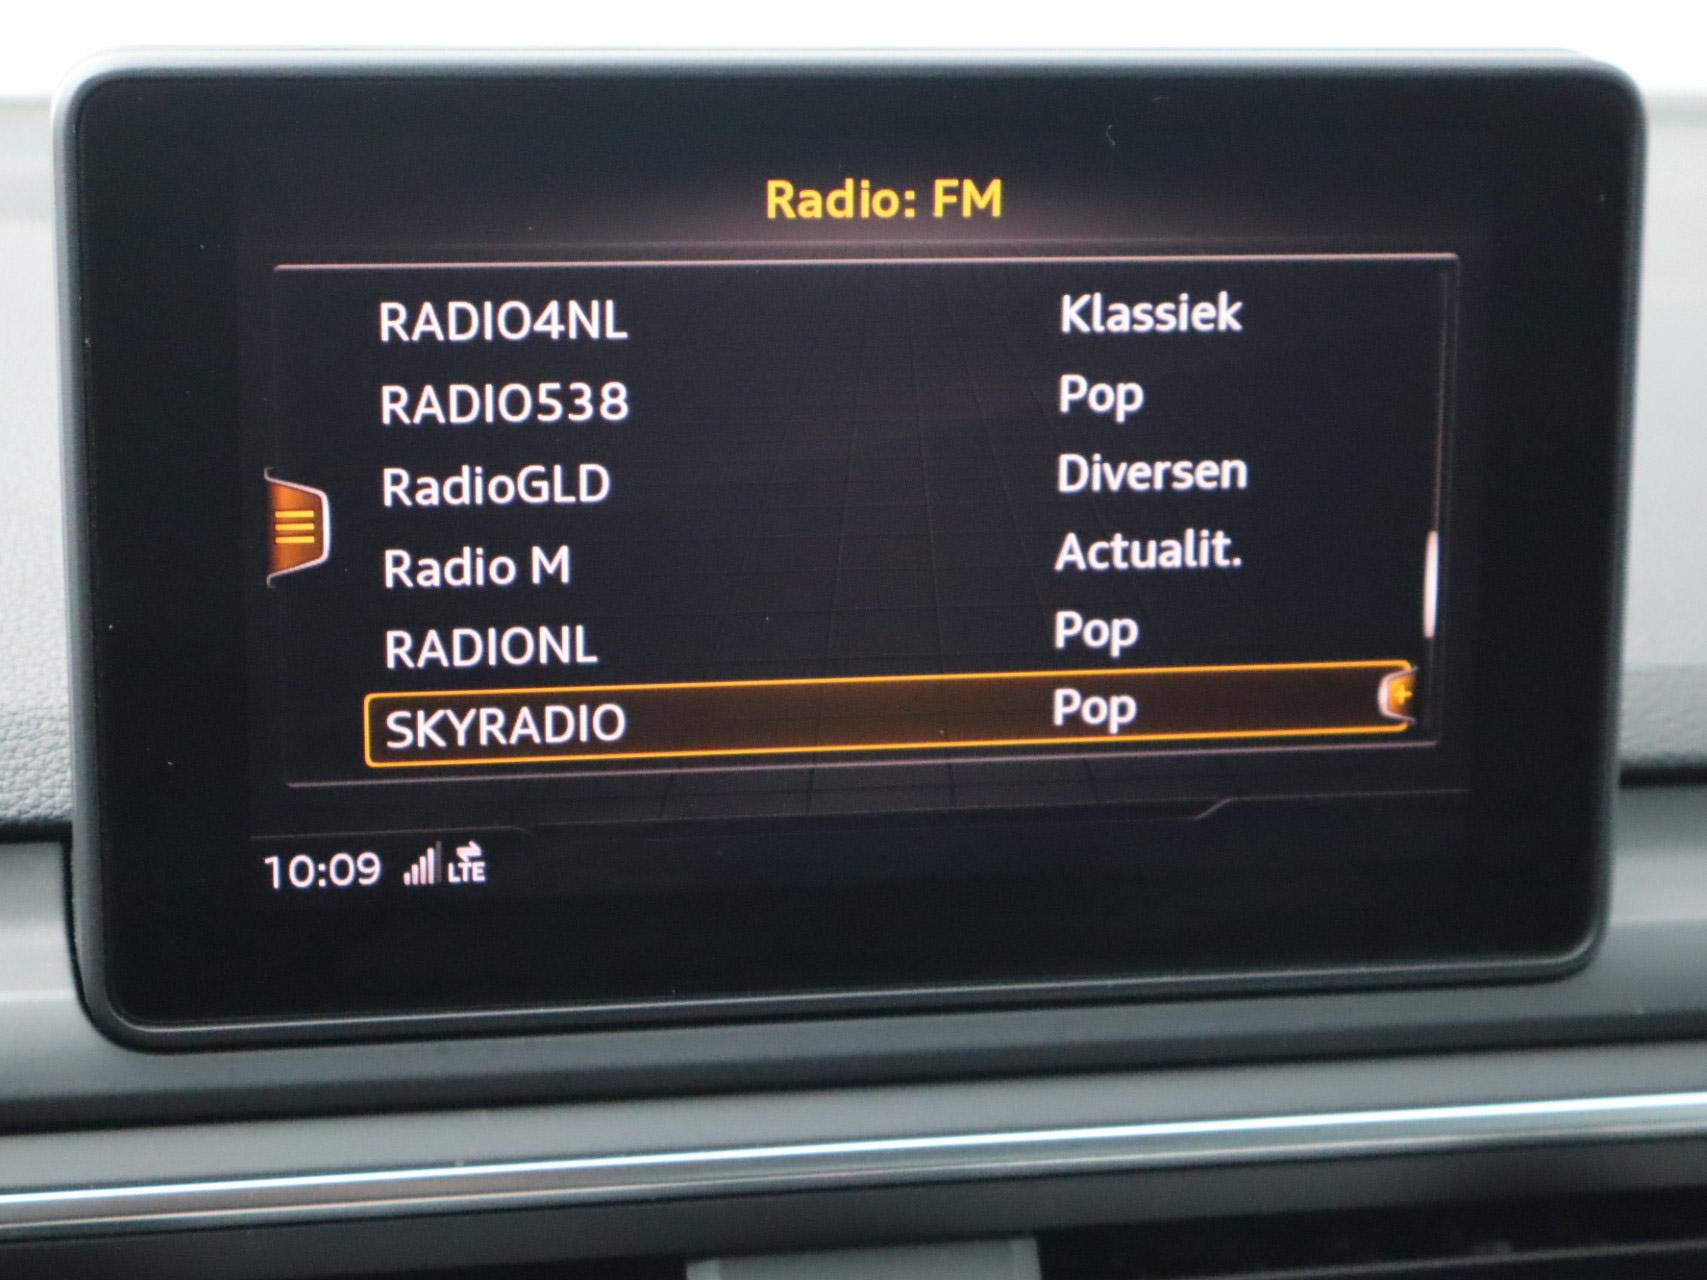 Radio: FM
RADIO4NL Klassiek
RADIO538 Pop
RadioGLD Diversen
Radio M Actualit.
RADIONL Pop
SKYRADIO Pop
10:09 LTE